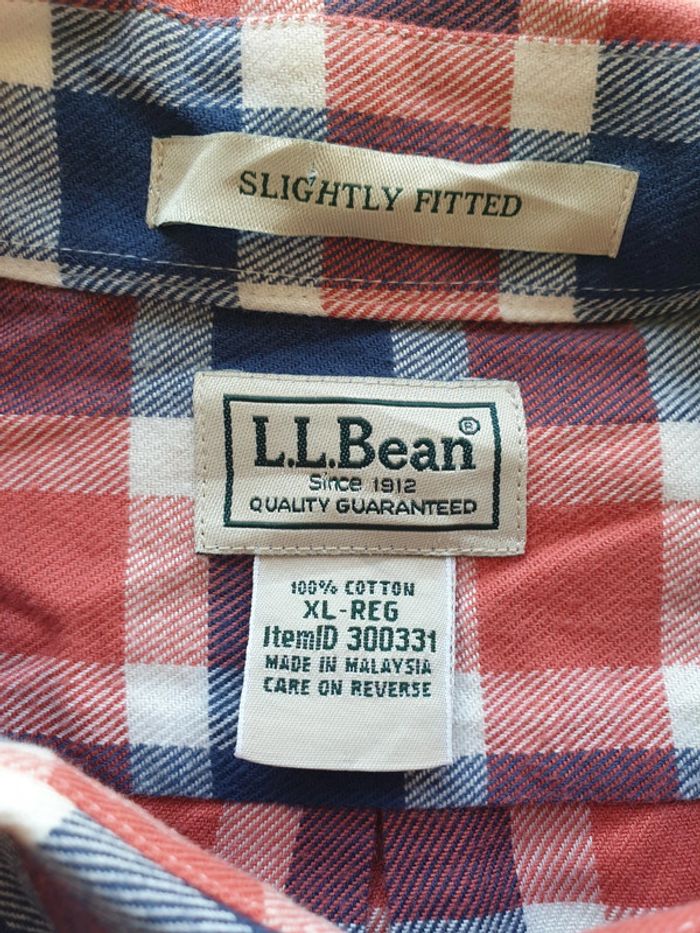 SLIGHTLY FITTED
L.L.Bean®
Since 1912
QUALITY GUARANTEED
100% COTTON
XL-REG
ItemID 300331
MADE IN MALAYSIA
CARE ON REVERSE